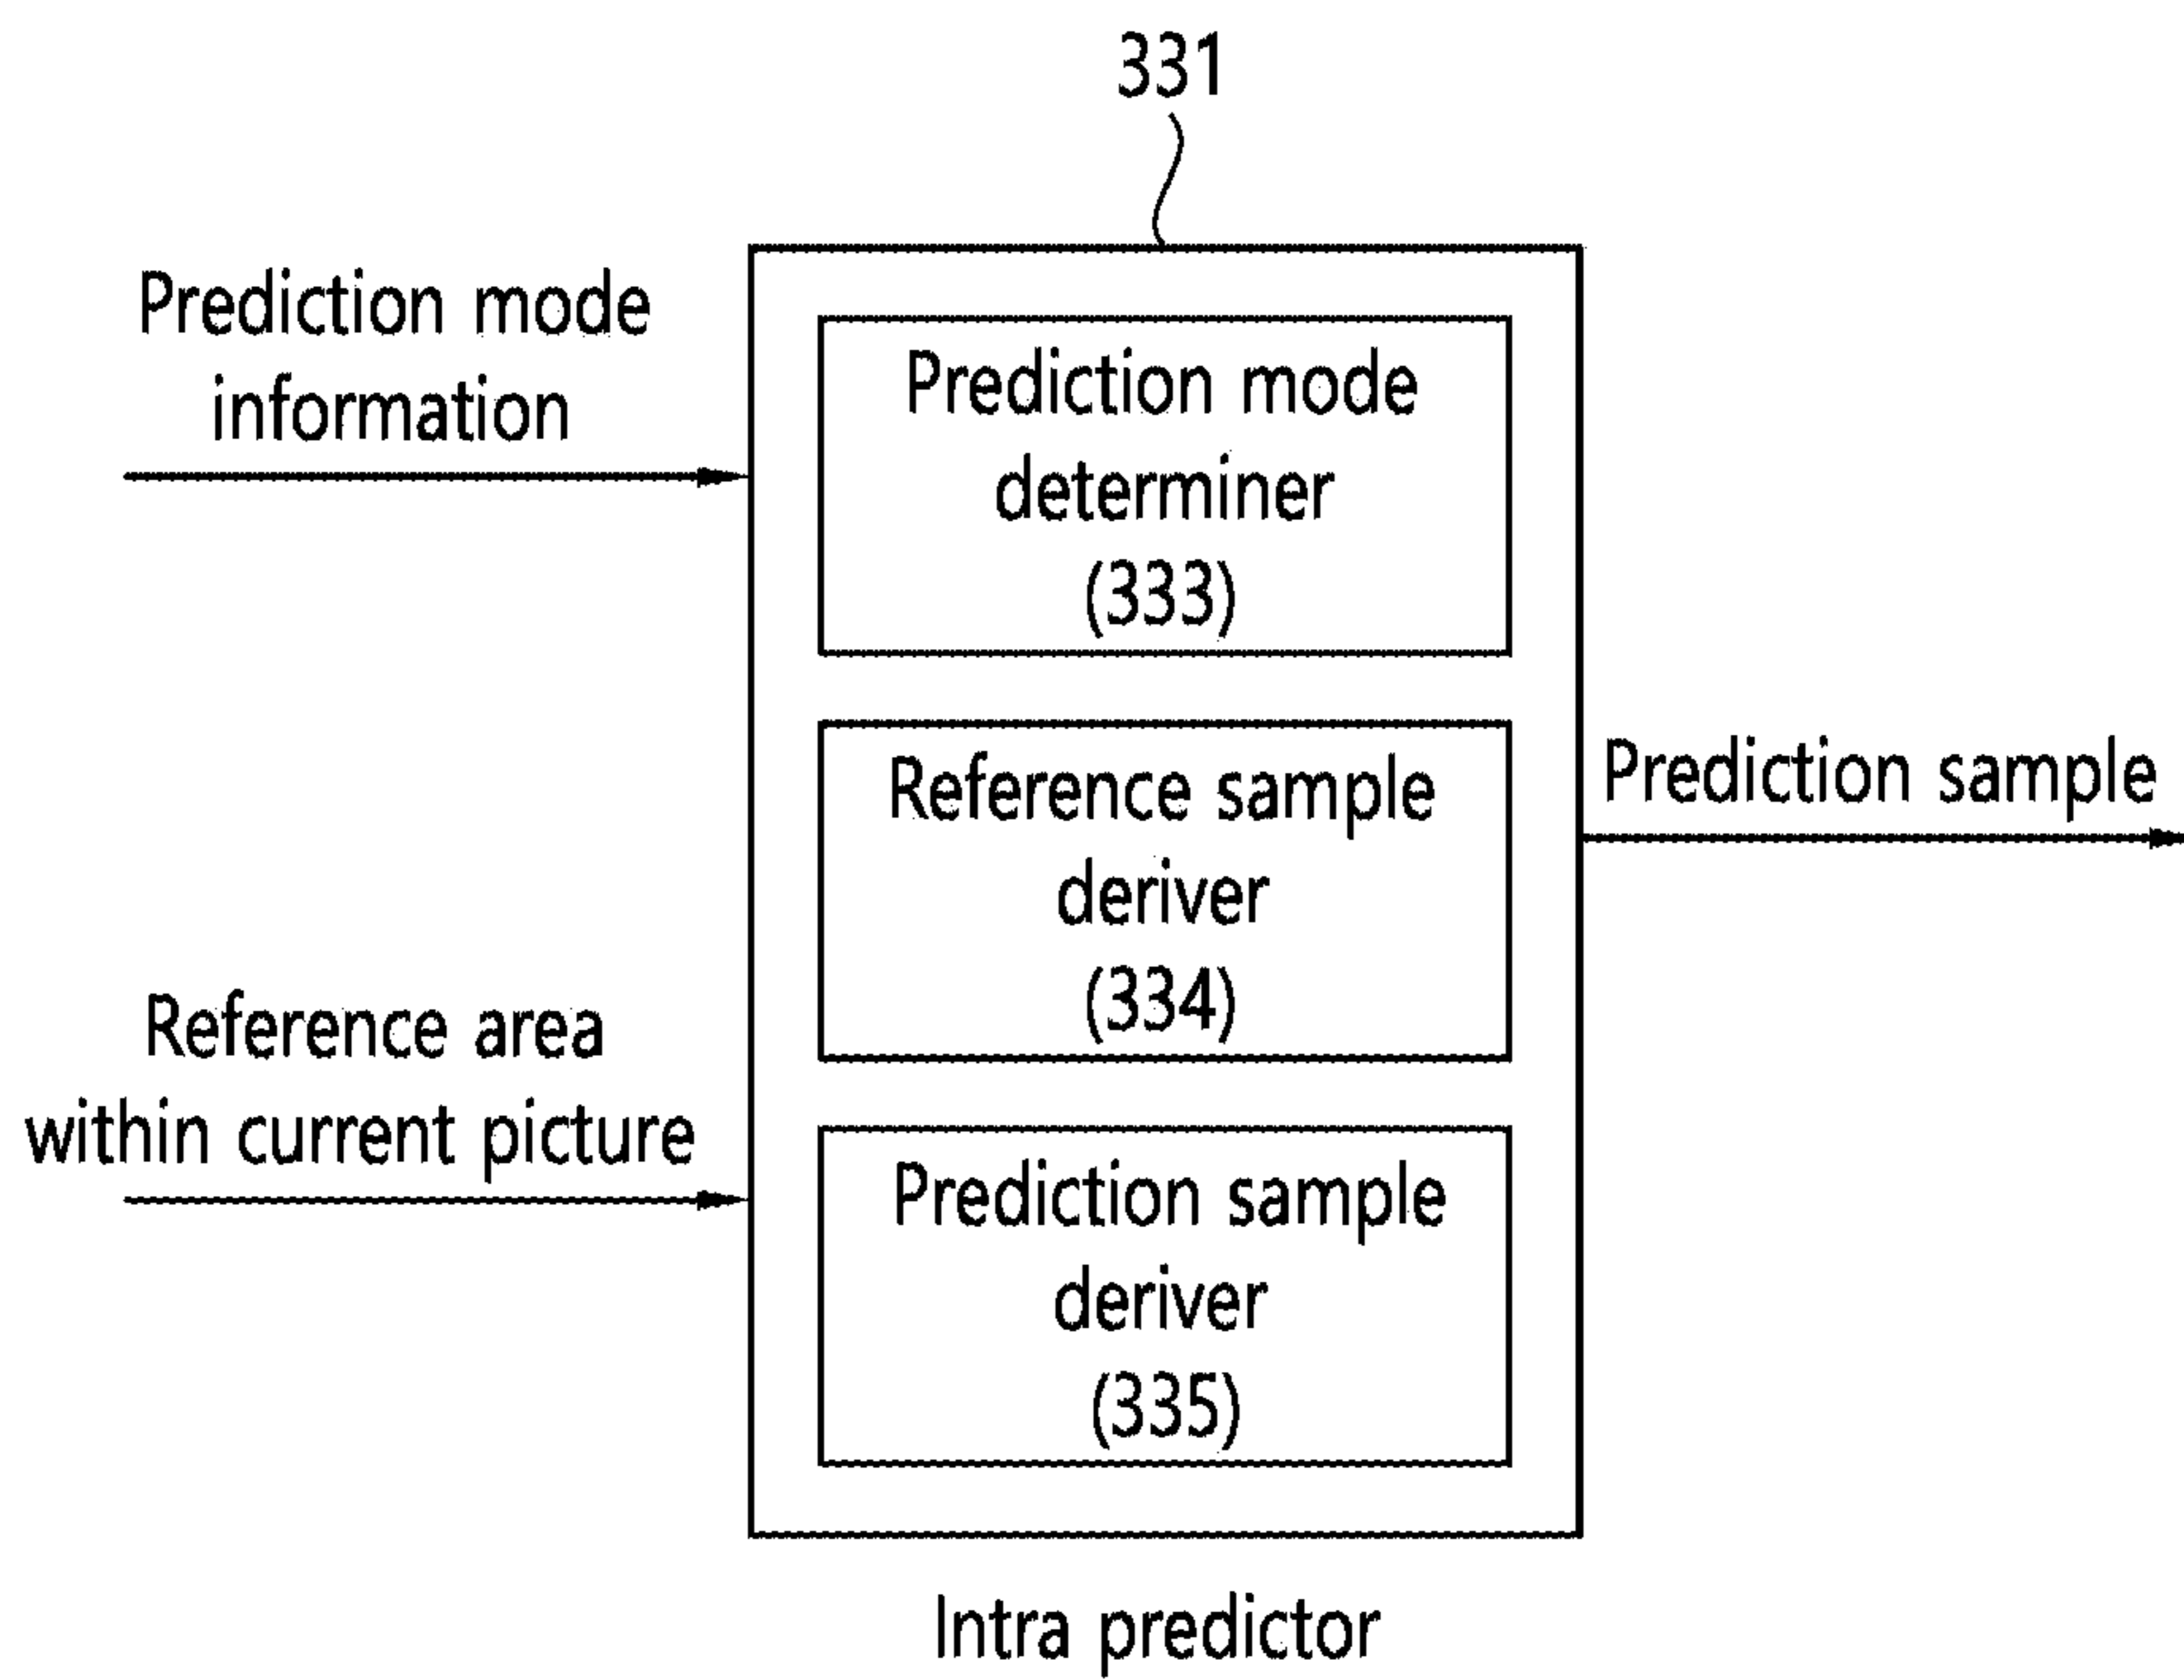 331
Prediction mode
information
Prediction mode
determiner
(333)
Reference sample
deriver
(334)
Prediction sample
Reference area
within current picture
Prediction sample
deriver
(335)
Intra predictor